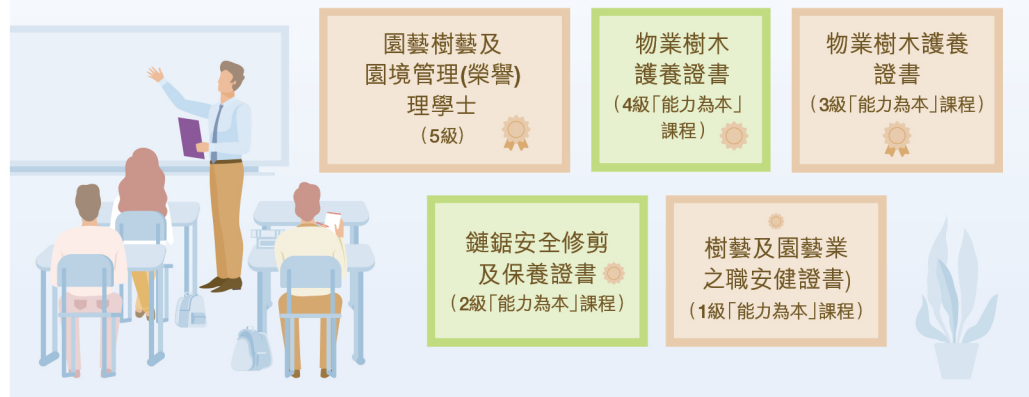 園藝樹藝及
園境管理(榮譽)
理學士
（5級）
物業樹木
護養證書
（4級「能力為本」
課程）
物業樹木護養
證書
（3級「能力為本」課程）
鏈鋸安全修剪
及保養證書
（2級「能力為本」課程）
樹藝及園藝業
之職安健證書)
（1級「能力為本」課程）